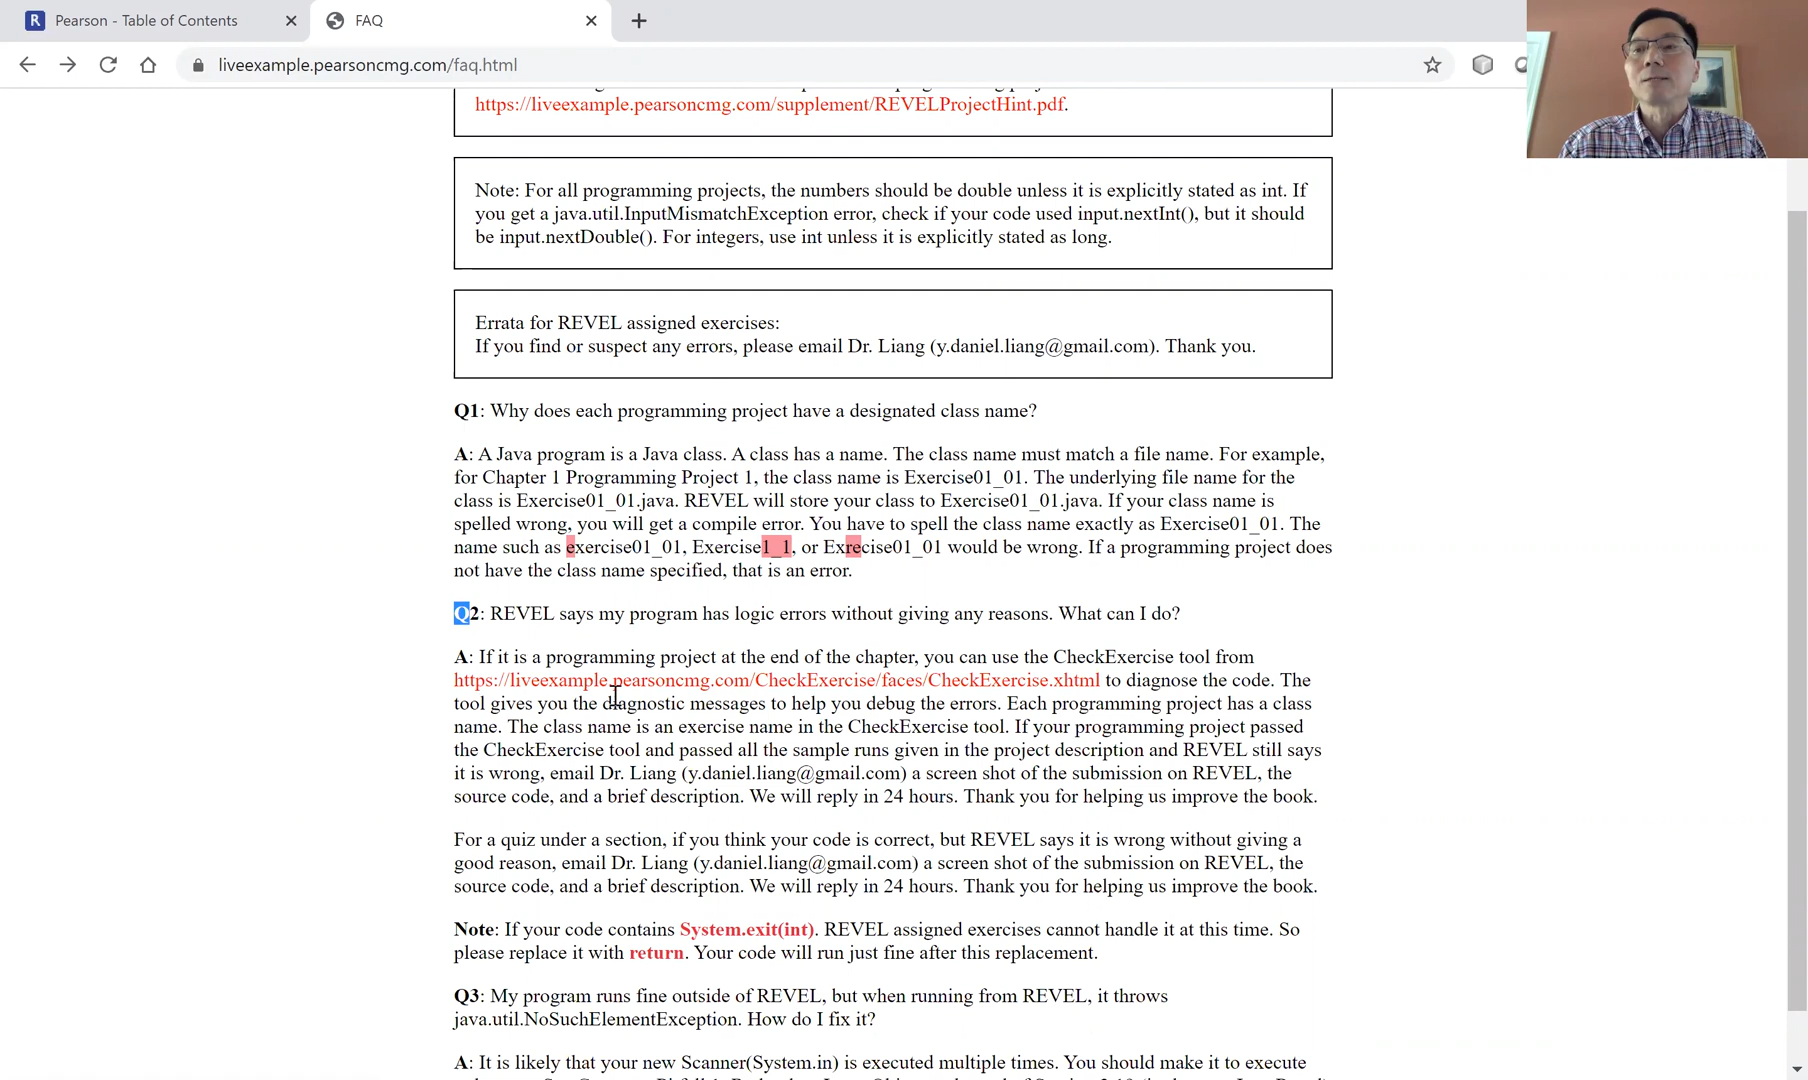 Pearson - Table of Contents
FAQ
liveexample.pearsoncmg.com/faq.html
https://liveexample.pearsoncmg.com/supplement/REVELProjectHint.pdf.
Note: For all programming projects, the numbers should be double unless it is explicitly stated as int. If
you get a java.util.InputMismatchException error, check if your code used input.nextInt(), but it should
be input.nextDouble(). For integers, use int unless it is explicitly stated as long.
Errata for REVEL assigned exercises:
If you find or suspect any errors, please email Dr. Liang (y.daniel.liang@gmail.com). Thank you.
Q1: Why does each programming project have a designated class name?
A: A Java program is a Java class. A class has a name. The class name must match a file name. For example,
for Chapter 1 Programming Project 1, the class name is Exercise01_01. The underlying file name for the
class is Exercise01_01.java. REVEL will store your class to Exercise01_01.java. If your class name is
spelled wrong, you will get a compile error. You have to spell the class name exactly as Exercise01_01. The
name such as exercise01_01, Exercise1_1, or Exrecise01_01 would be wrong. If a programming project does
not have the class name specified, that is an error.
Q2: REVEL says my program has logic errors without giving any reasons. What can I do?
A: If it is a programming project at the end of the chapter, you can use the CheckExercise tool from
https://liveexample.pearsoncmg.com/CheckExercise/faces/CheckExercise.xhtml to diagnose the code. The
tool gives you the diagnostic messages to help you debug the errors. Each programming project has a class
name. The class name is an exercise name in the CheckExercise tool. If your programming project passed
the CheckExercise tool and passed all the sample runs given in the project description and REVEL still says
it is wrong, email Dr. Liang (y.daniel.liang@gmail.com) a screen shot of the submission on REVEL, the
source code, and a brief description. We will reply in 24 hours. Thank you for helping us improve the book.
For a quiz under a section, if you think your code is correct, but REVEL says it is wrong without giving a
good reason, email Dr. Liang (y.daniel.liang@gmail.com) a screen shot of the submission on REVEL, the
source code, and a brief description. We will reply in 24 hours. Thank you for helping us improve the book.
Note: If your code contains System.exit(int). REVEL assigned exercises cannot handle it at this time. So
please replace it with return. Your code will run just fine after this replacement.
Q3: My program runs fine outside of REVEL, but when running from REVEL, it throws
java.util.NoSuchElementException. How do I fix it?
A: It is likely that your new Scanner(System.in) is executed multiple times. You should make it to execute